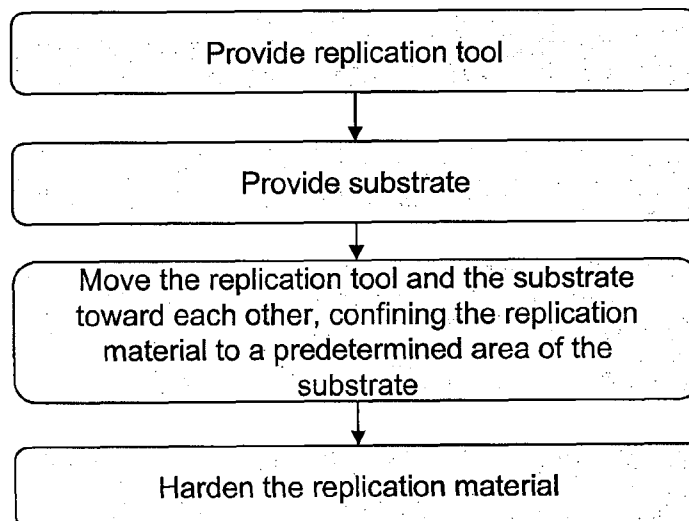 Provide replication tool
Provide substrate
Move the replication tool and the substrate
toward each other, confining the replication
material to a predetermined area of the
substrate
Harden the replication material